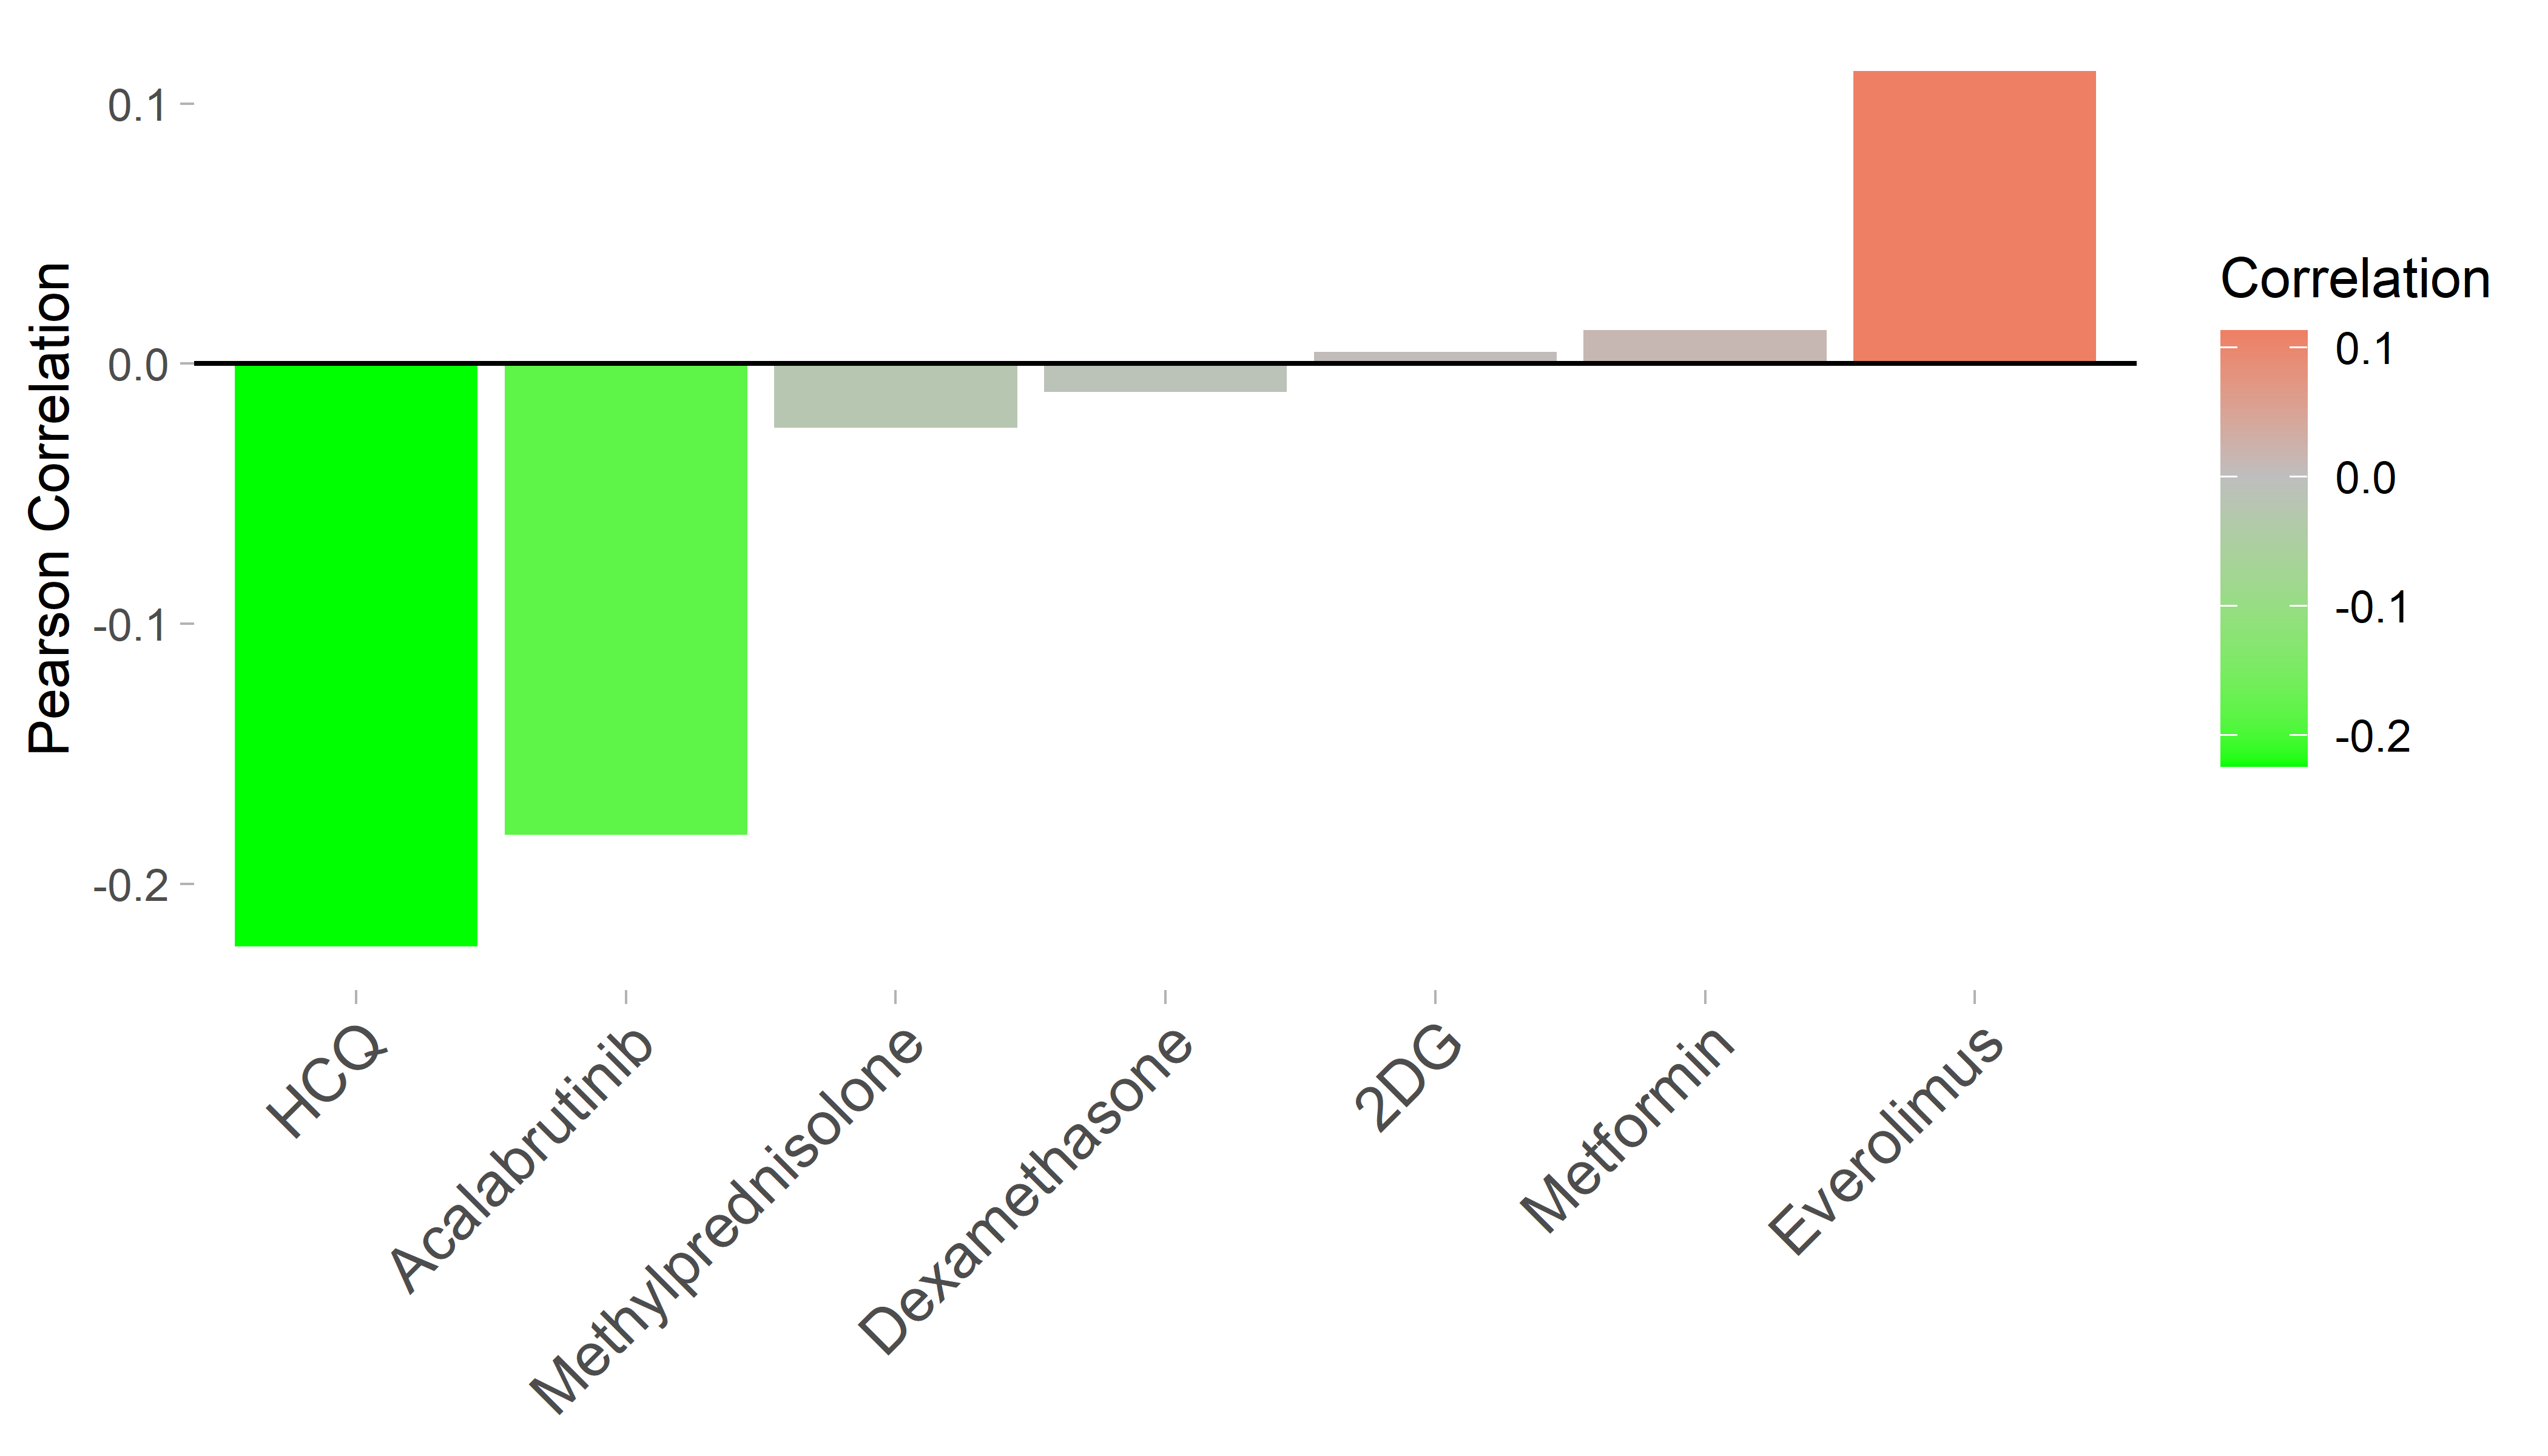 Pearson Correlation
0.1
0.0
-0.1
-0.2
HCQ
Acalabrutinib
Methylprednisolone
Dexamethasone
2DG
Metformin
Everolimus
Correlation
0.1
0.0
-0.1
-0.2